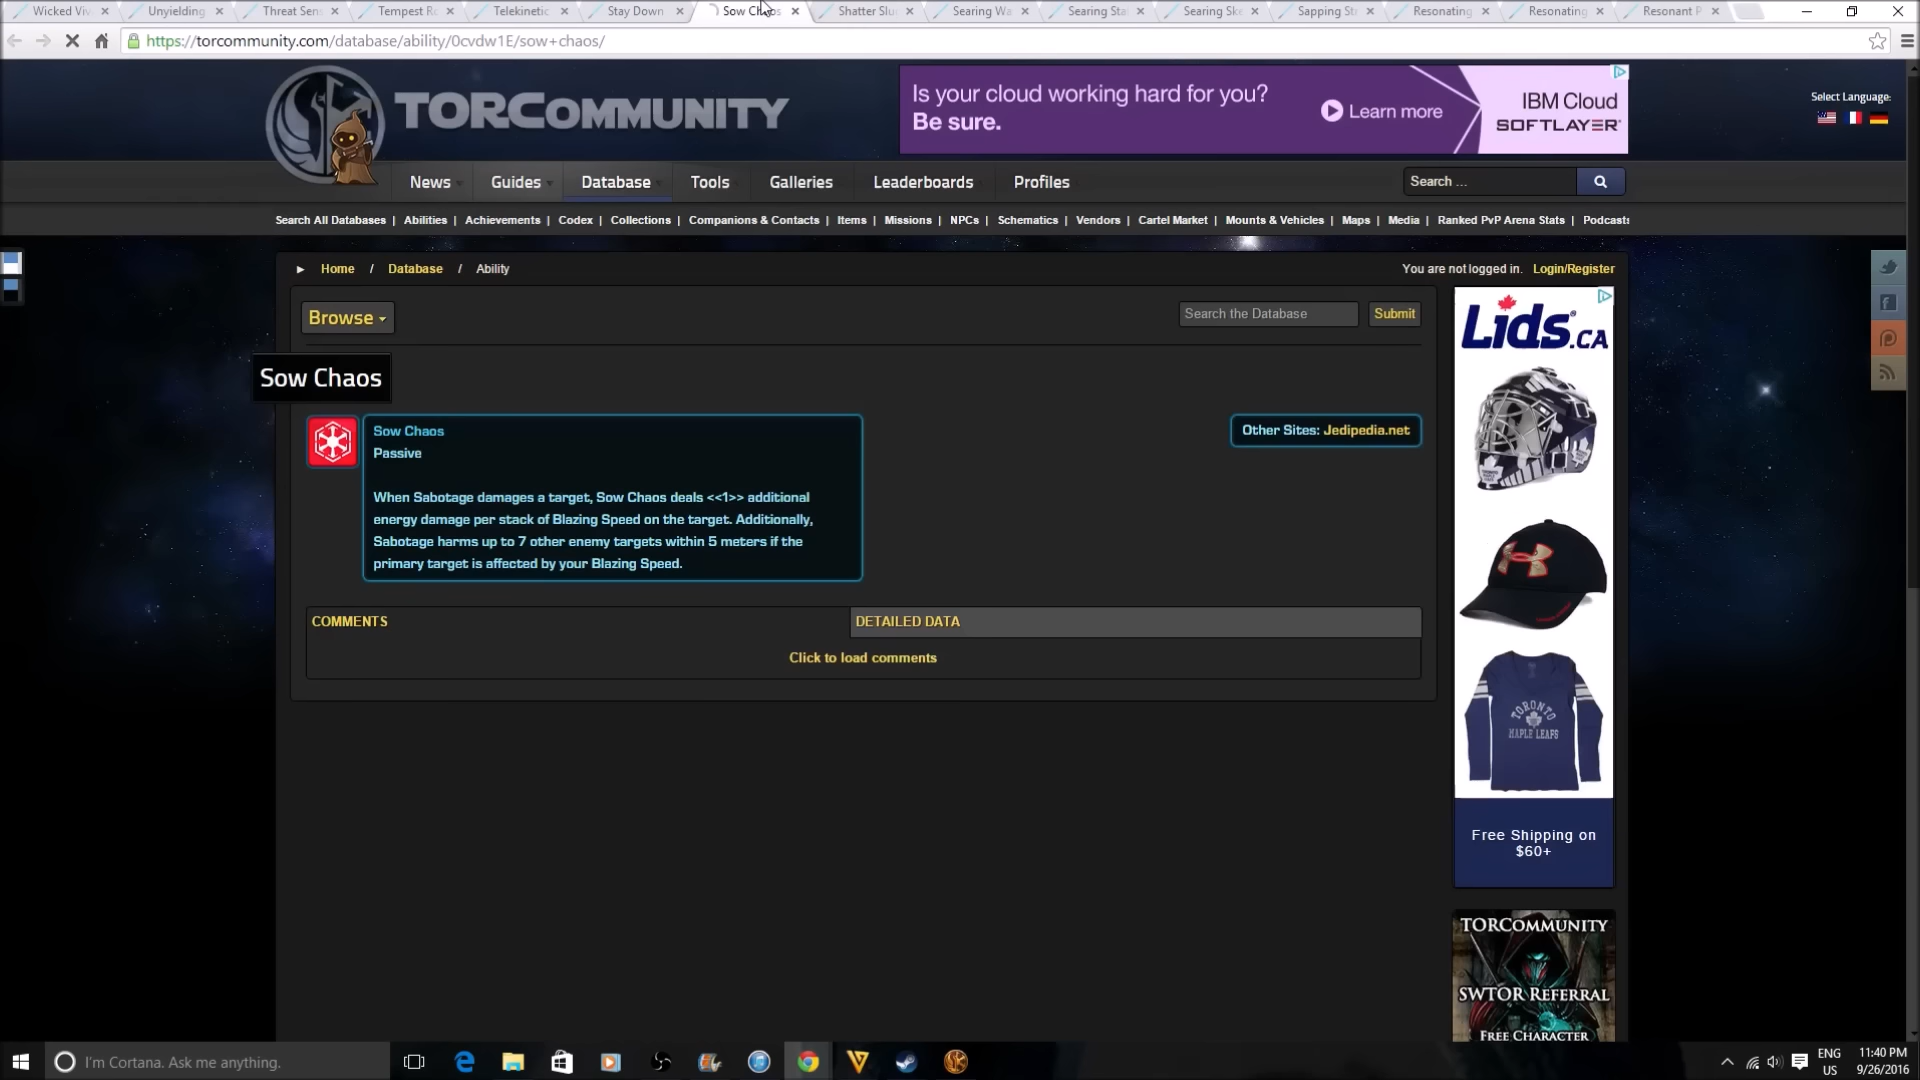 Wicked Viv
Unyielding
Threat Sens
Tempest Ro
Telekinetic
Stay Down
Sow Chaos
Shatter Slu
Searing Wa
Searing Sta
Searing Ske
Sapping Str
Resonating
Resonating
Resonant P
https://torcommunity.com/database/ability/0cvdw1E/sow+chaos/
TORCOMMUNITY
Is your cloud working hard for you?
Be sure.
Learn more
IBM Cloud
SOFTLAYER
Select Language:
News
Guides
Database
Tools
Galleries
Leaderboards
Profiles
Search ...
Search All Databases | Abilities | Achievements | Codex | Collections | Companions & Contacts | Items | Missions | NPCs | Schematics | Vendors | Cartel Market | Mounts & Vehicles | Maps | Media | Ranked PvP Arena Stats | Podcasts
Home / Database / Ability
You are not logged in. Login/Register
Browse
Search the Database
Submit
Sow Chaos
Sow Chaos
Passive
When Sabotage damages a target, Sow Chaos deals <<1>> additional
energy damage per stack of Blazing Speed on the target. Additionally,
Sabotage harms up to 7 other enemy targets within 5 meters if the
primary target is affected by your Blazing Speed.
Other Sites: Jedipedia.net
COMMENTS
DETAILED DATA
Click to load comments
Lids.CA
TORONTO
MAPLE LEAFS
Free Shipping on
$60+
TORCOMMUNITY
SWTOR REFERRAL
FREE CHARACTER
I'm Cortana. Ask me anything.
ENG
US
11:40 PM
9/26/2016